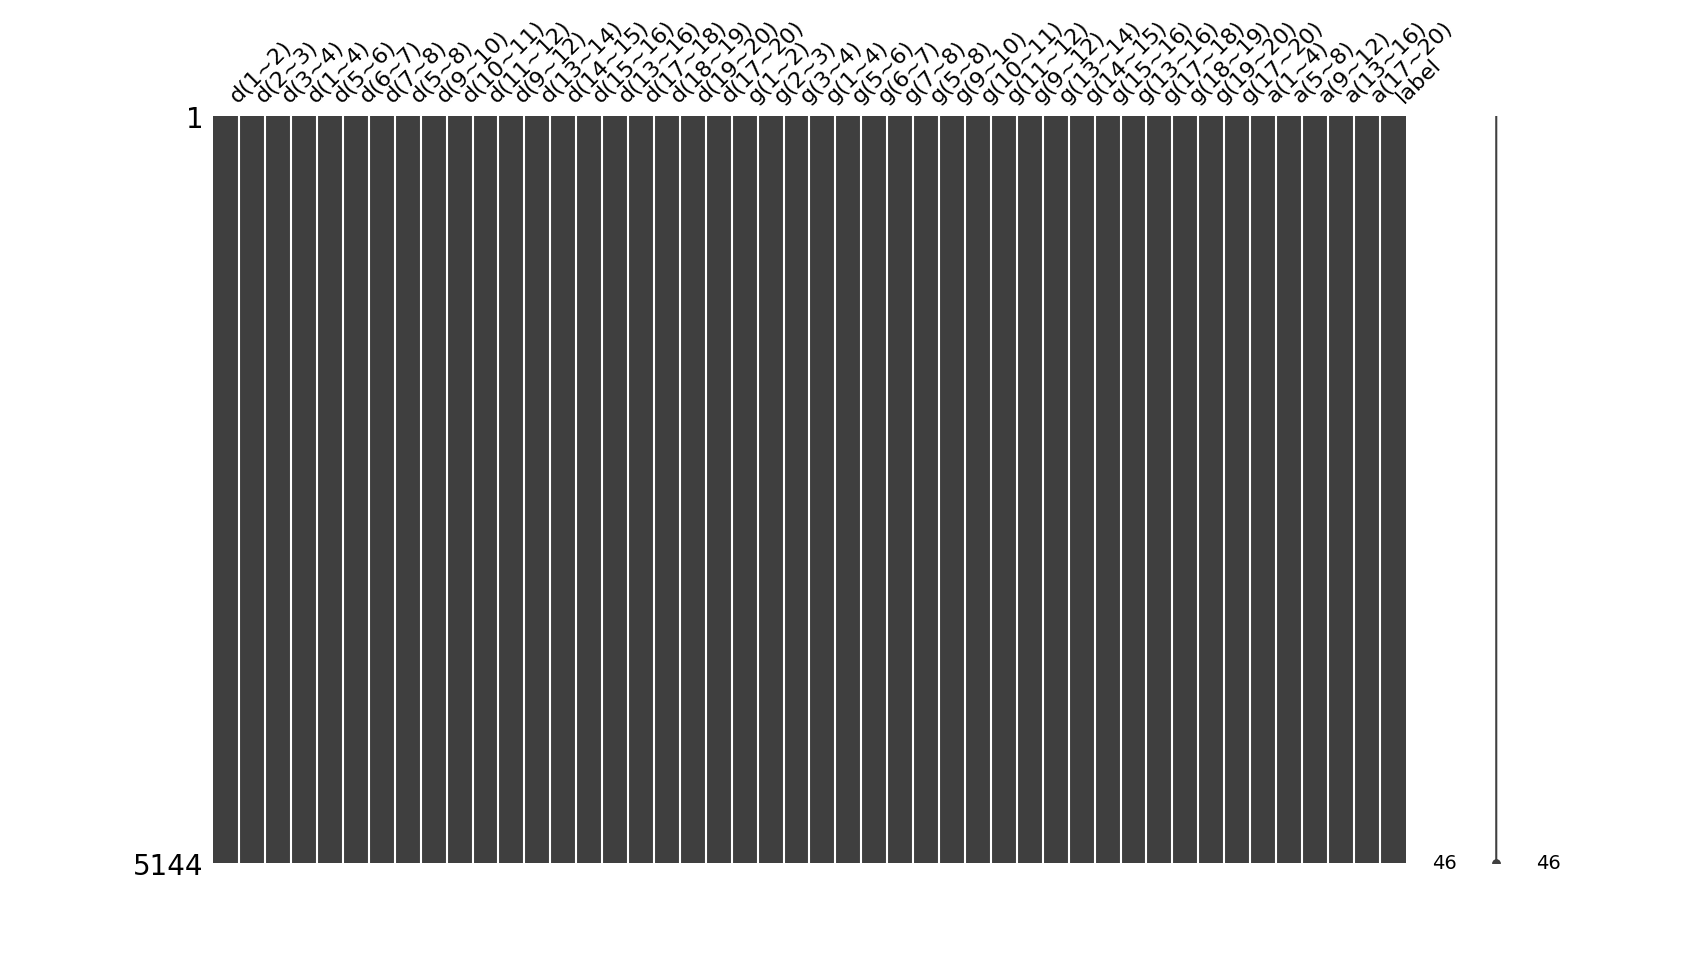 d(1~2)
d(2~3)
d(3~4)
d(1~4)
d(5~6)
d(6~7)
d(7~8)
d(5~8)
d(9~10)
d(10~11)
d(11~12)
d(9~12)
d(13~14)
d(14~15)
d(15~16)
d(13~16)
d(17~18)
d(18~19)
d(19~20)
d(17~20)
g(1~2)
g(2~3)
g(3~4)
g(1~4)
g(5~6)
g(6~7)
g(7~8)
g(5~8)
g(9~10)
g(10~11)
g(11~12)
g(9~12)
g(13~14)
g(14~15)
g(15~16)
g(13~16)
g(17~18)
g(18~19)
g(19~20)
g(17~20)
a(1~4)
a(5~8)
a(9~12)
a(13~16)
a(17~20)
label
1
5144
46
46